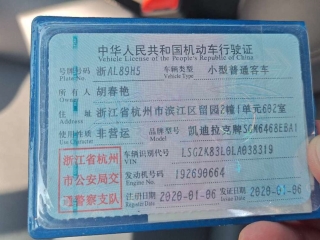 中华人民共和国机动车行驶证
Vehicle License of the People's Republic of China
号牌号码 浙AL89H5 车辆类型 小型普通客车
Plate No. Vehicle Type
所有人 胡春艳
Owner
住址 浙江省杭州市滨江区留园2幢1单元602室
Address
使用性质 非营运 品牌型号 凯迪拉克牌SGM6468EBA1
Use Character Model
浙江省杭州
市公安局交
通警察支队
车辆识别代号 LSGZK83L0LA038319
VIN
发动机号码 192690664
Engine No.
注册日期 2020-01-06 发证日期 2020-01-06
Register Date Issue Date